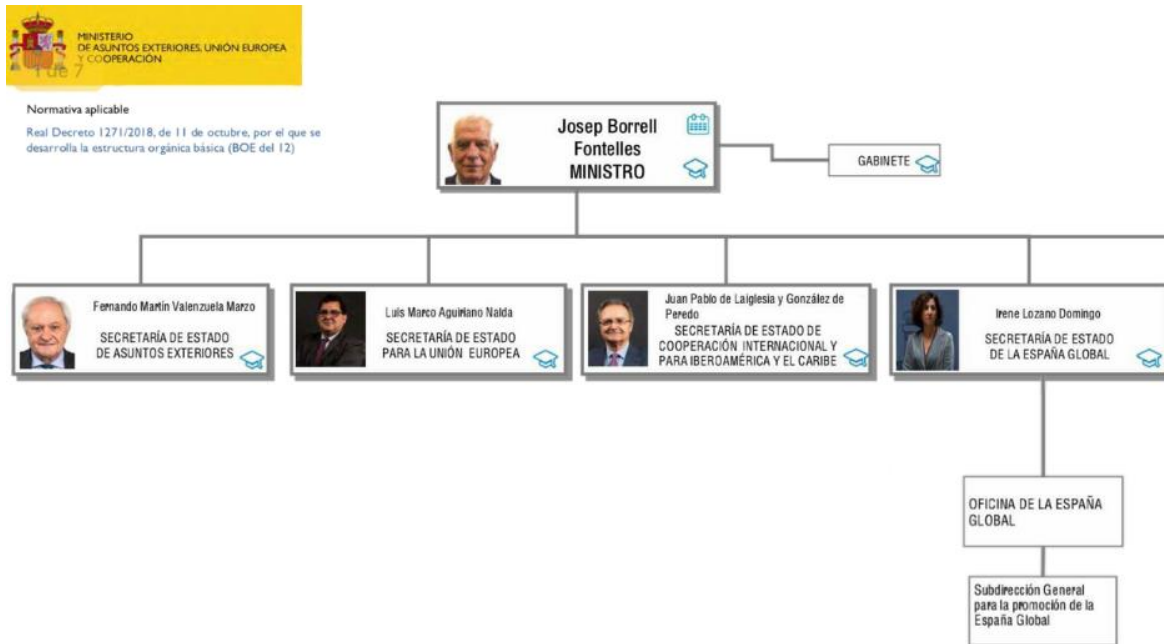 MINISTERIO
DE ASUNTOS EXTERIORES, UNIÓN EUROPEA
Y COOPERACIÓN
1 de 7
Normativa aplicable
Real Decreto 1271/2018, de 11 de octubre, por el que se
desarrolla la estructura orgánica básica (BOE del 12)
Josep Borrell
Fontelles
MINISTRO
GABINETE
Fernando Martín Valenzuela Marzo
SECRETARÍA DE ESTADO
DE ASUNTOS EXTERIORES
Luis Marco Aguiriano Nalda
SECRETARÍA DE ESTADO
PARA LA UNIÓN EUROPEA
Juan Pablo de Laiglesia y González de
Peredo
SECRETARÍA DE ESTADO DE
COOPERACIÓN INTERNACIONAL Y
PARA IBEROAMÉRICA Y EL CARIBE
Irene Lozano Domingo
SECRETARÍA DE ESTADO
DE LA ESPAÑA GLOBAL
OFICINA DE LA ESPAÑA
GLOBAL
Subdirección General
para la promoción de la
España Global